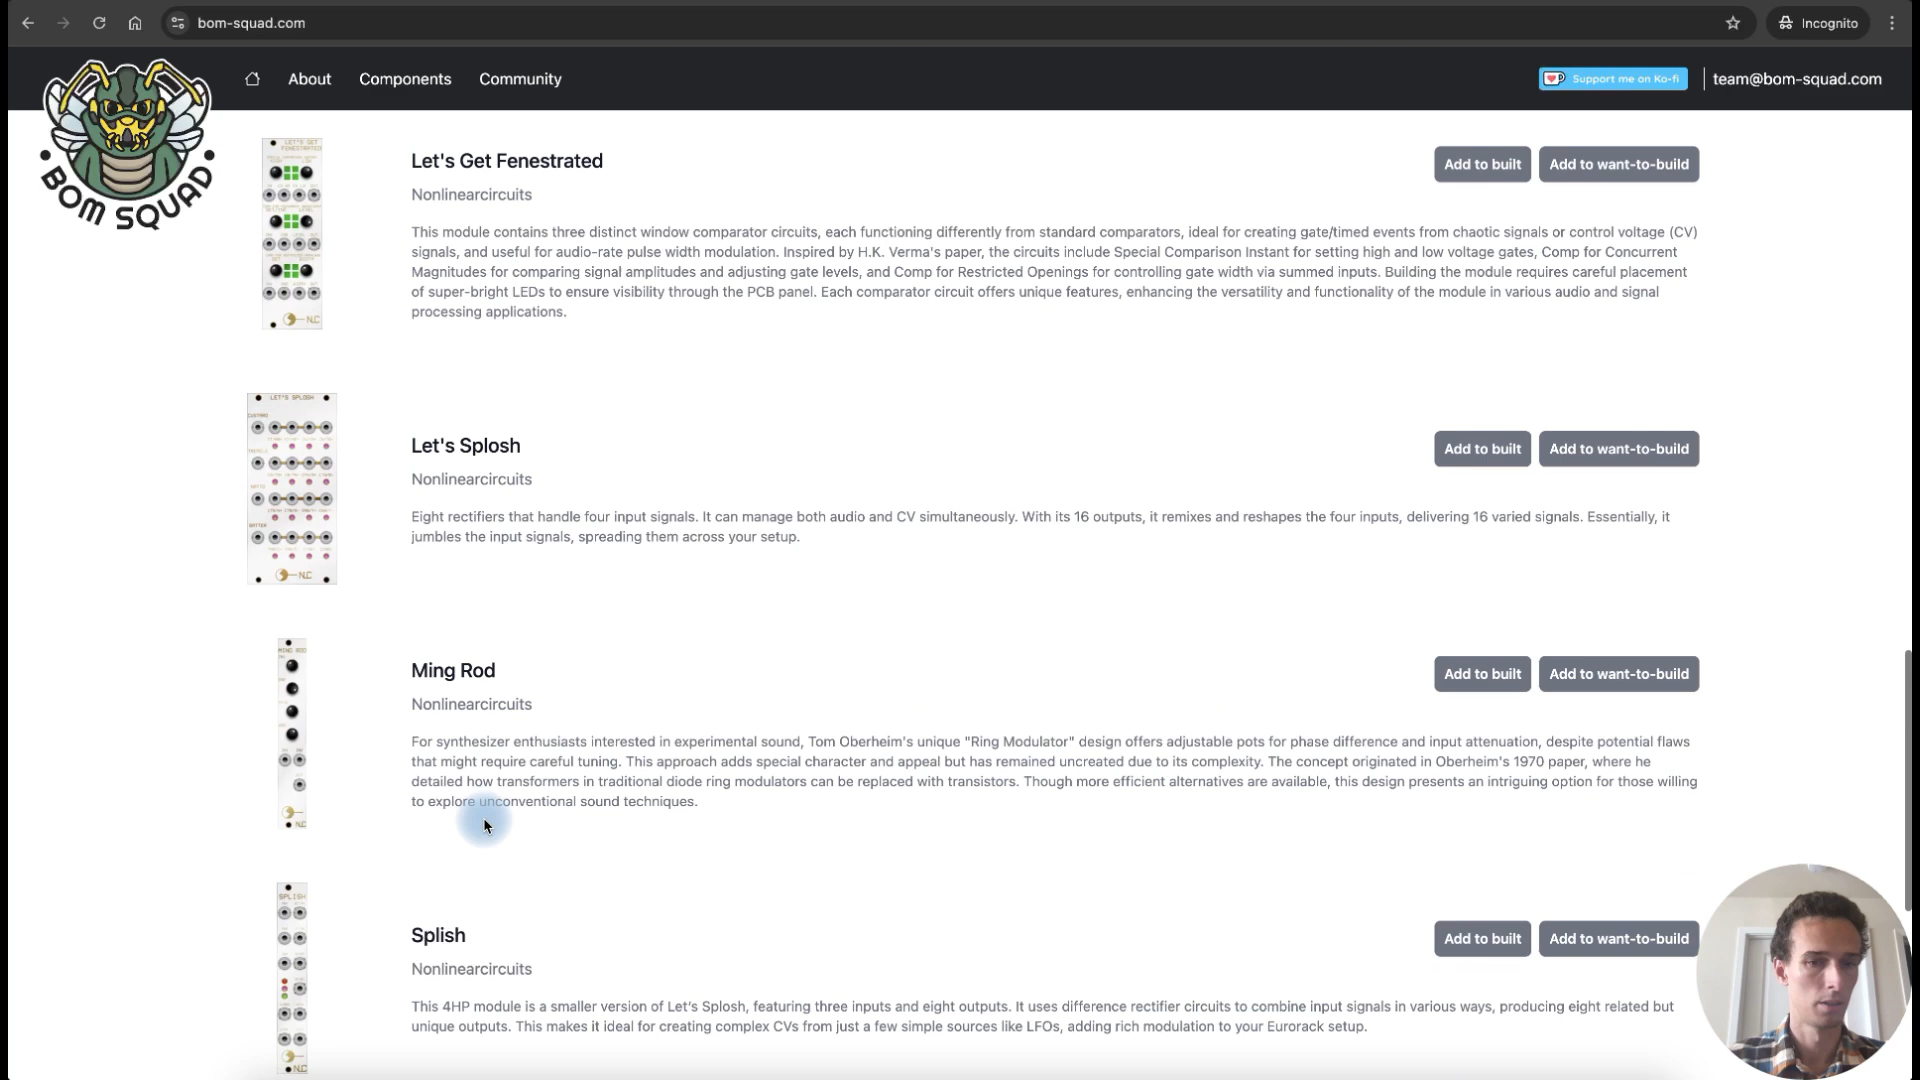 bom-squad.com
Incognito
About
Components
Community
Support me on Ko-fi
team@bom-squad.com
BOM SQUAD
LET'S GET
FENESTRATED
NLC
Let's Get Fenestrated
Add to built
Add to want-to-build
Nonlinearcircuits
This module contains three distinct window comparator circuits, each functioning differently from standard comparators, ideal for creating gate/timed events from chaotic signals or control voltage (CV)
signals, and useful for audio-rate pulse width modulation. Inspired by H.K. Verma's paper, the circuits include Special Comparison Instant for setting high and low voltage gates, Comp for Concurrent
Magnitudes for comparing signal amplitudes and adjusting gate levels, and Comp for Restricted Openings for controlling gate width via summed inputs. Building the module requires careful placement
of super-bright LEDs to ensure visibility through the PCB panel. Each comparator circuit offers unique features, enhancing the versatility and functionality of the module in various audio and signal
processing applications.
LET'S SPLOSH
CUSTARD
BATTER
NLC
Let's Splosh
Add to built
Add to want-to-build
Nonlinearcircuits
Eight rectifiers that handle four input signals. It can manage both audio and CV simultaneously. With its 16 outputs, it remixes and reshapes the four inputs, delivering 16 varied signals. Essentially, it
jumbles the input signals, spreading them across your setup.
MING ROD
NLC
Ming Rod
Add to built
Add to want-to-build
Nonlinearcircuits
For synthesizer enthusiasts interested in experimental sound, Tom Oberheim's unique "Ring Modulator" design offers adjustable pots for phase difference and input attenuation, despite potential flaws
that might require careful tuning. This approach adds special character and appeal but has remained uncreated due to its complexity. The concept originated in Oberheim's 1970 paper, where he
detailed how transformers in traditional diode ring modulators can be replaced with transistors. Though more efficient alternatives are available, this design presents an intriguing option for those willing
to explore unconventional sound techniques.
SPLISH
NLC
Splish
Add to built
Add to want-to-build
Nonlinearcircuits
This 4HP module is a smaller version of Let's Splosh, featuring three inputs and eight outputs. It uses difference rectifier circuits to combine input signals in various ways, producing eight related but
unique outputs. This makes it ideal for creating complex CVs from just a few simple sources like LFOs, adding rich modulation to your Eurorack setup.